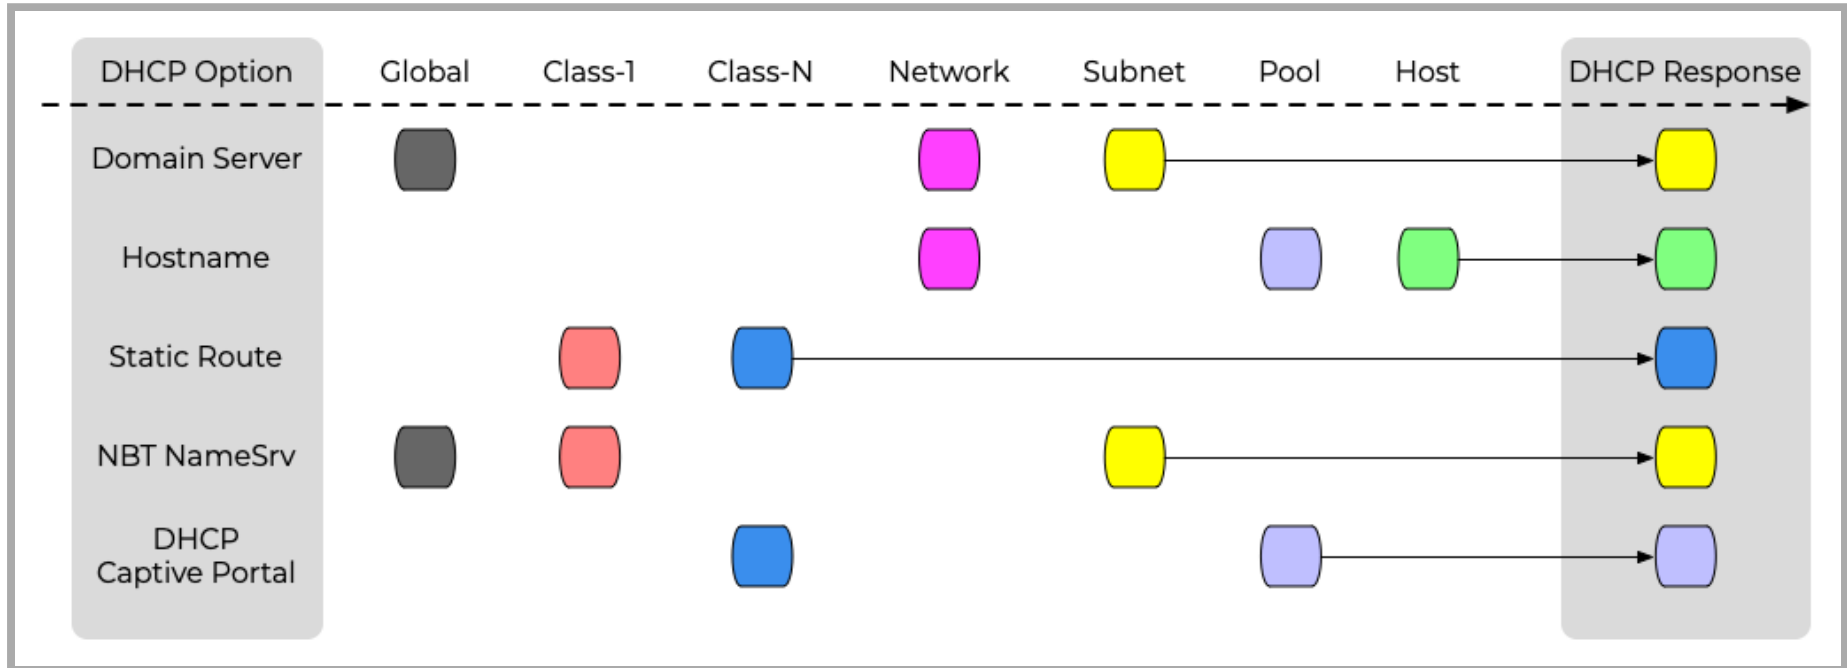 DHCP Option Global Class-1 Class-N Network Subnet Pool Host DHCP Response
Domain Server
Hostname
Static Route
NBT NameSrv
DHCP
Captive Portal